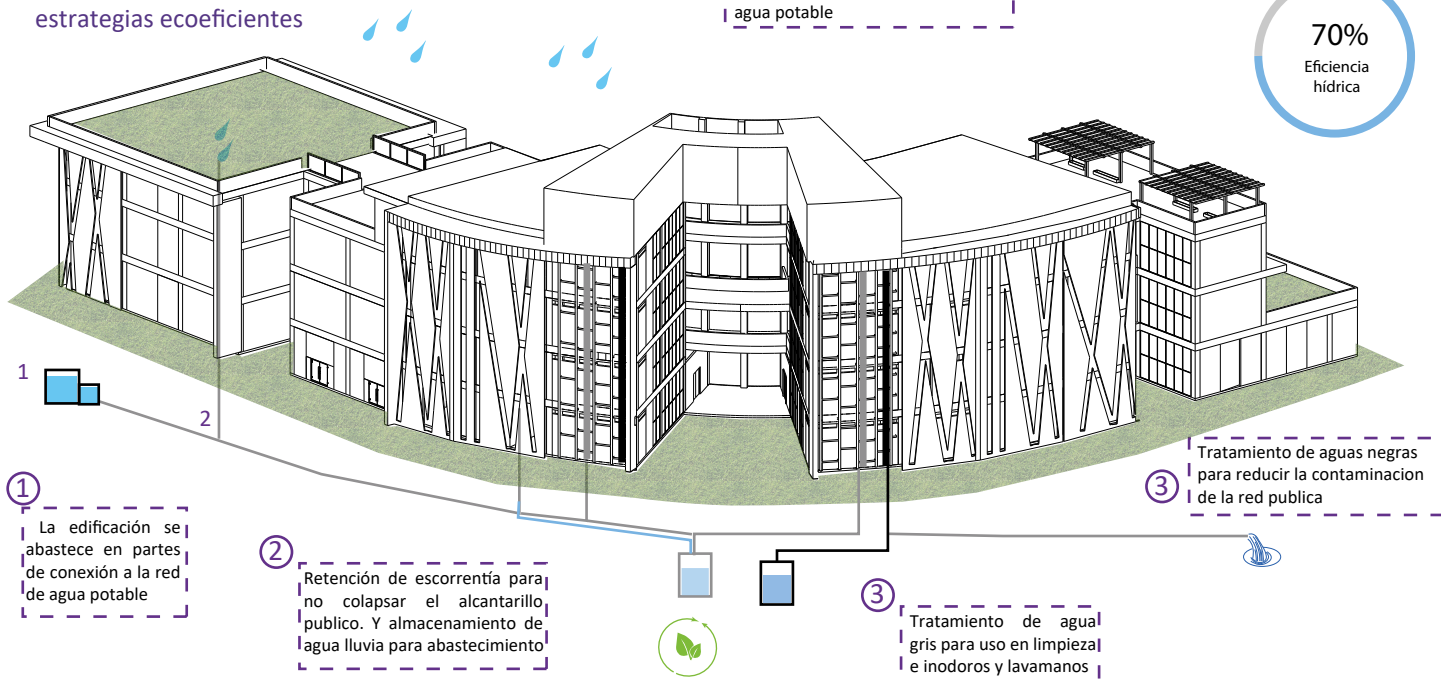 estrategias ecoeficientes
agua potable
70%
Eficiencia
hídrica
1
2
1
La edificación se
abastece en partes
de conexión a la red
de agua potable
2
Retención de escorrentía para
no colapsar el alcantarillo
publico. Y almacenamiento de
agua lluvia para abastecimiento
3
Tratamiento de agua
gris para uso en limpieza
e inodoros y lavamanos
3
Tratamiento de aguas negras
para reducir la contaminacion
de la red publica